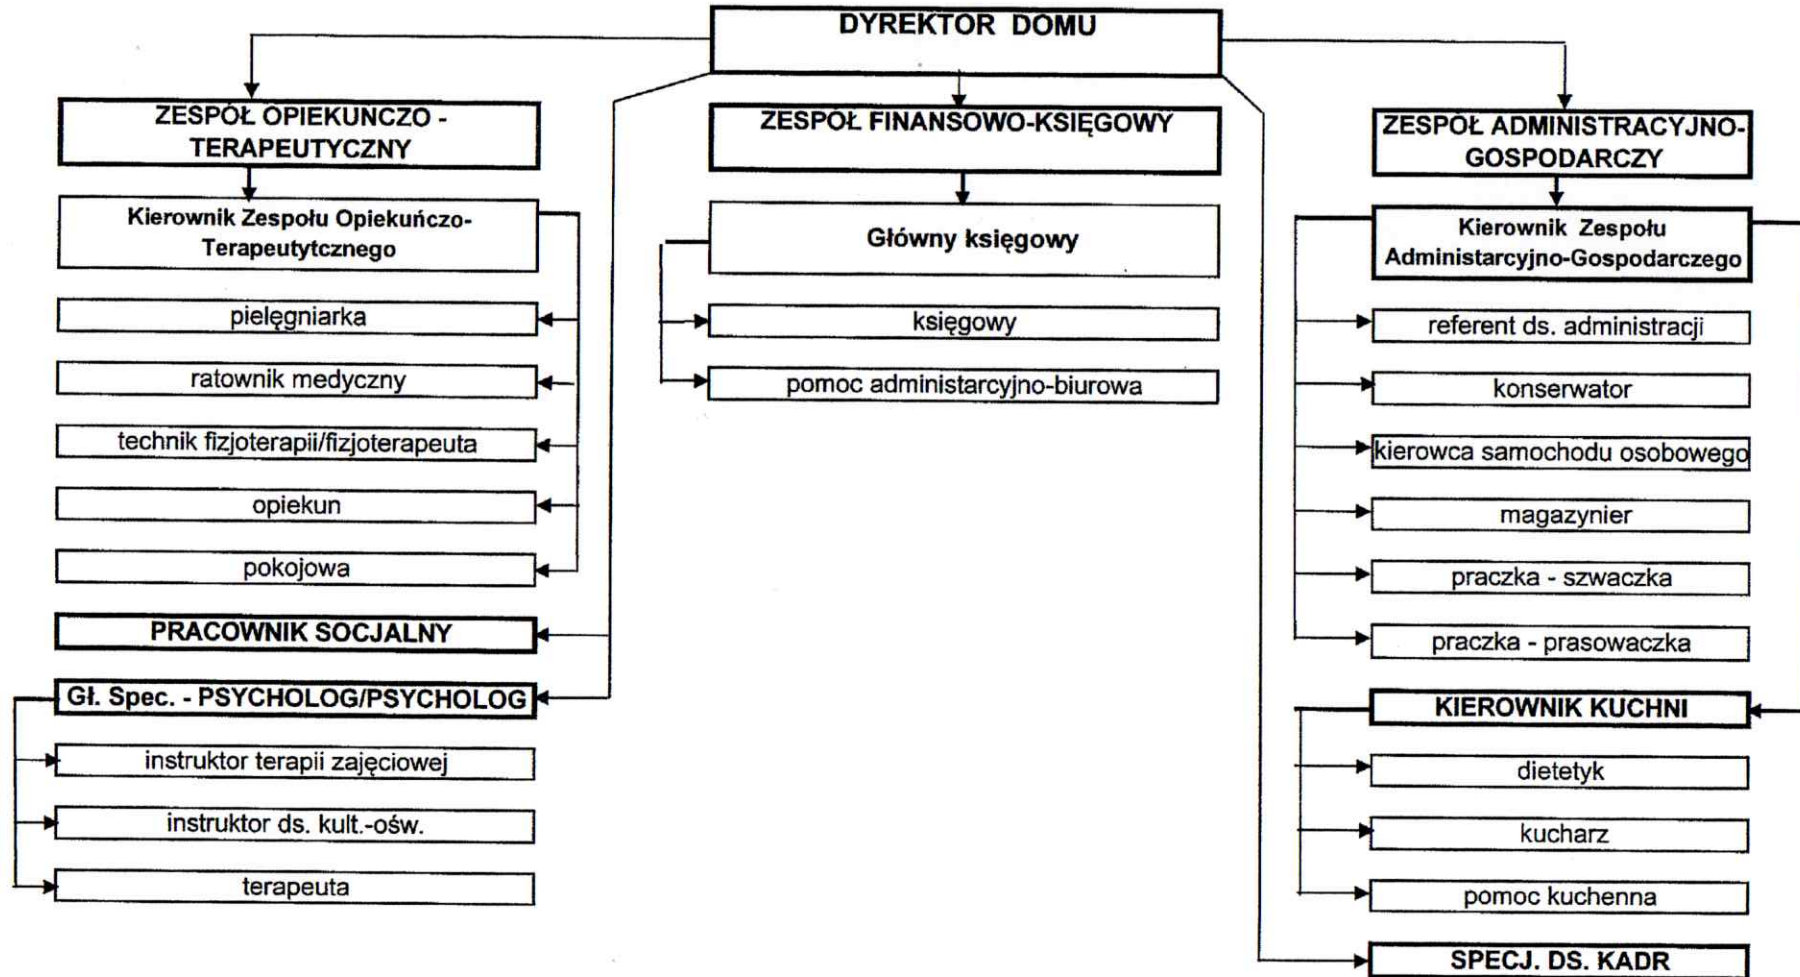 DYREKTOR DOMU
ZESPÓŁ OPIEKUŃCZO -
TERAPEUTYCZNY
Kierownik Zespołu Opiekuńczo-
Terapeutytcznego
pielęgniarka
ratownik medyczny
technik fizjoterapii/fizjoterapeuta
opiekun
pokojowa
PRACOWNIK SOCJALNY
Gł. Spec. - PSYCHOLOG/PSYCHOLOG
instruktor terapii zajęciowej
instruktor ds. kult.-ośw.
terapeuta
ZESPÓŁ FINANSOWO-KSIĘGOWY
Główny księgowy
księgowy
pomoc administarcyjno-biurowa
ZESPÓŁ ADMINISTRACYJNO-
GOSPODARCZY
Kierownik Zespołu
Administarcyjno-Gospodarczego
referent ds. administracji
konserwator
kierowca samochodu osobowego
magazynier
praczka - szwaczka
praczka - prasowaczka
KIEROWNIK KUCHNI
dietetyk
kucharz
pomoc kuchenna
SPECJ. DS. KADR